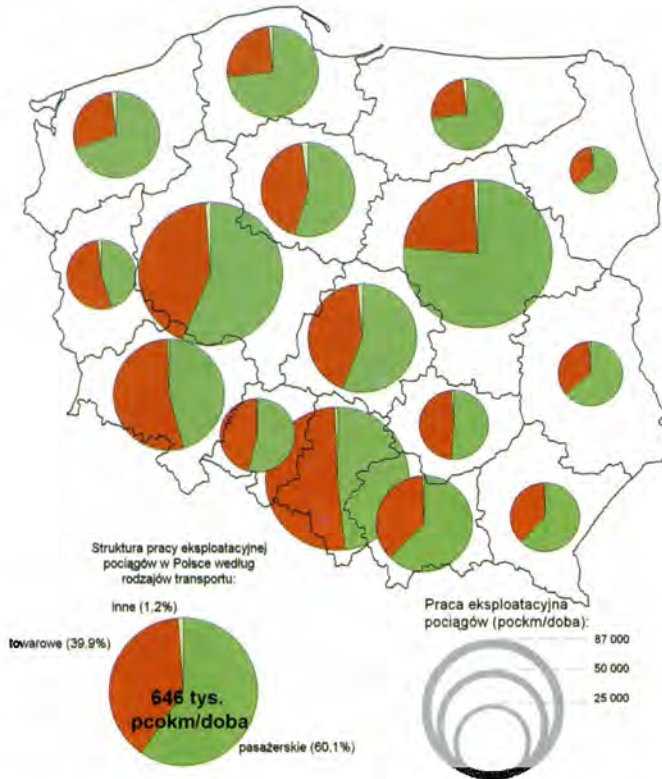 Struktura pracy eksploatacyjnej
pociągów w Polsce według
rodzajów transportu:
inne (1,2%)
towarowe (39,9%)
646 tys.
pcokm/doba
pasażerskie (60,1%)
Praca eksploatacyjna
pociągów (pockm/doba):
87 000
50 000
25 000